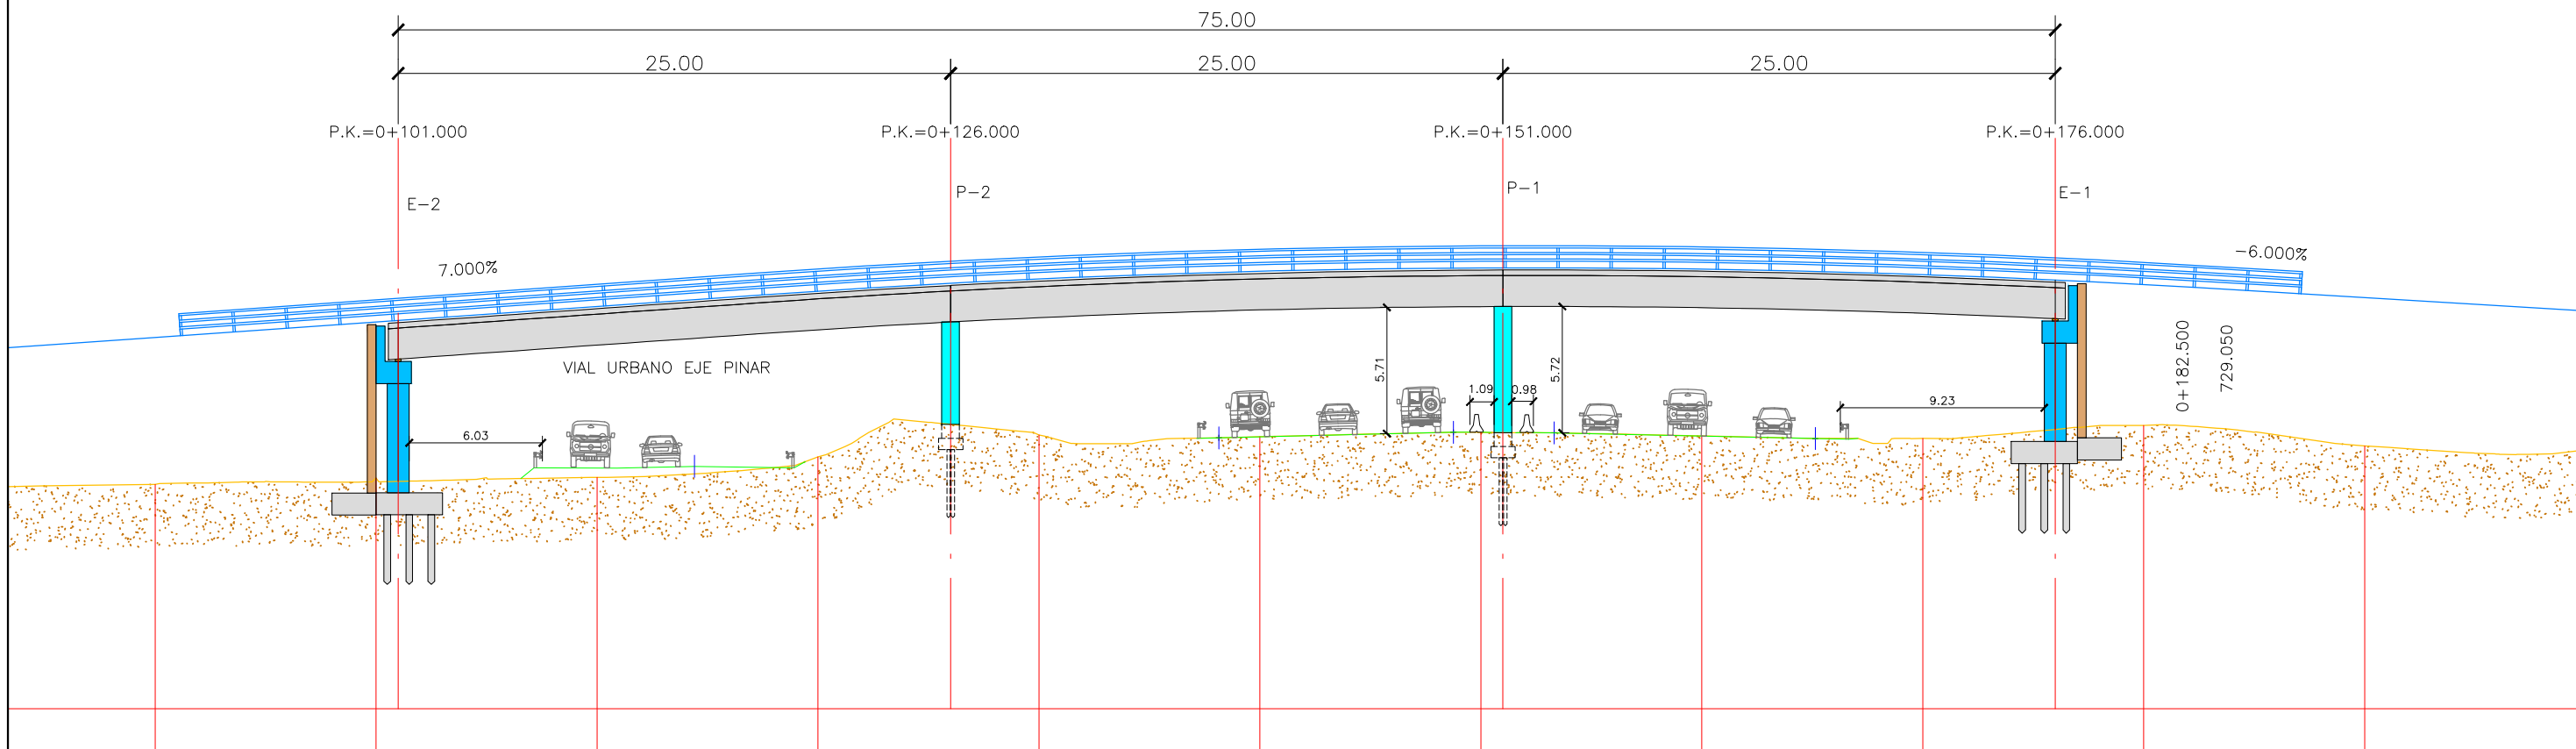 75.00
25.00
25.00
25.00
P.K.=0+101.000
P.K.=0+126.000
P.K.=0+151.000
P.K.=0+176.000
E-2
P-2
P-1
E-1
7.000%
-6.000%
VIAL URBANO EJE PINAR
6.03
5.71
1.09
0.98
5.72
9.23
0+182.500
729.050